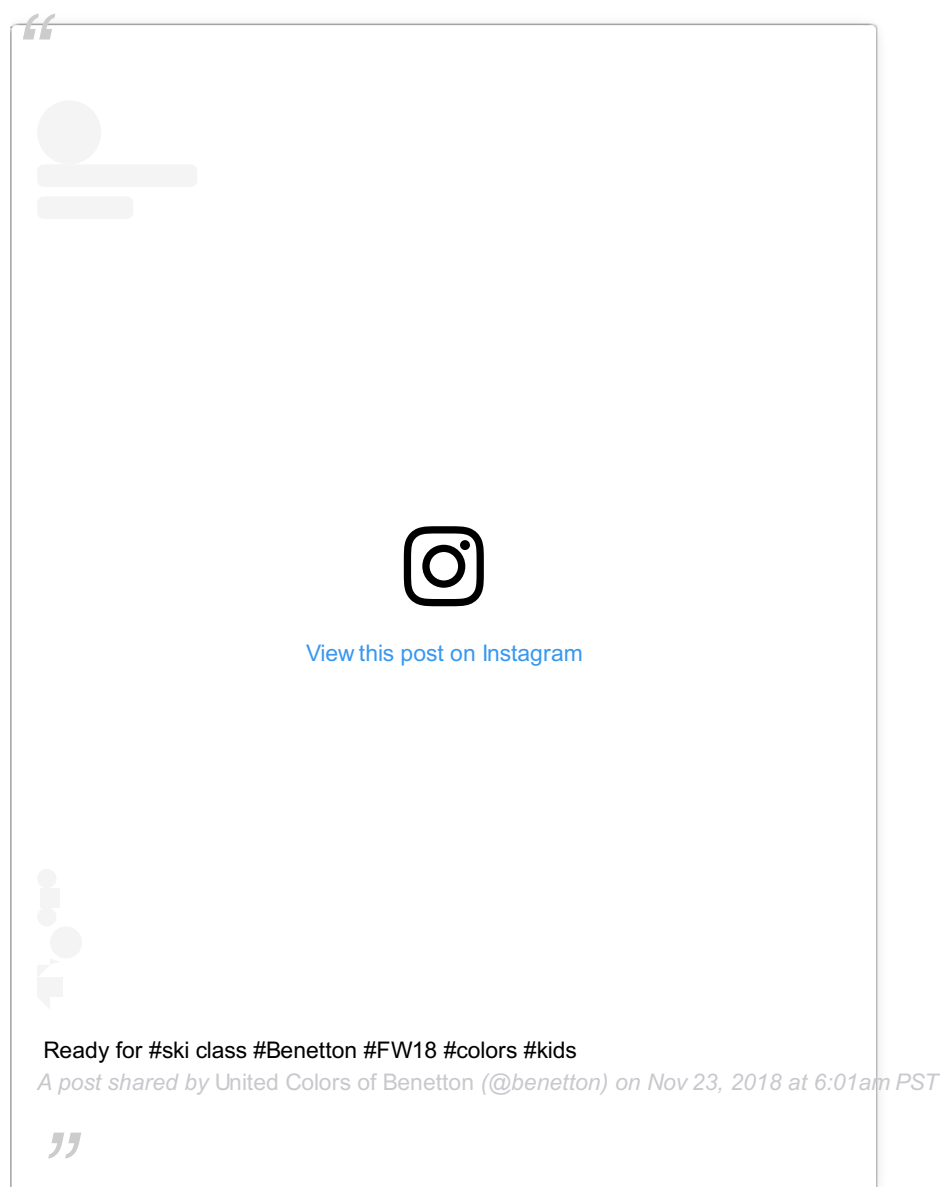 “
View this post on Instagram
Ready for #ski class #Benetton #FW18 #colors #kids
A post shared by United Colors of Benetton (@benetton) on Nov 23, 2018 at 6:01am PST
”